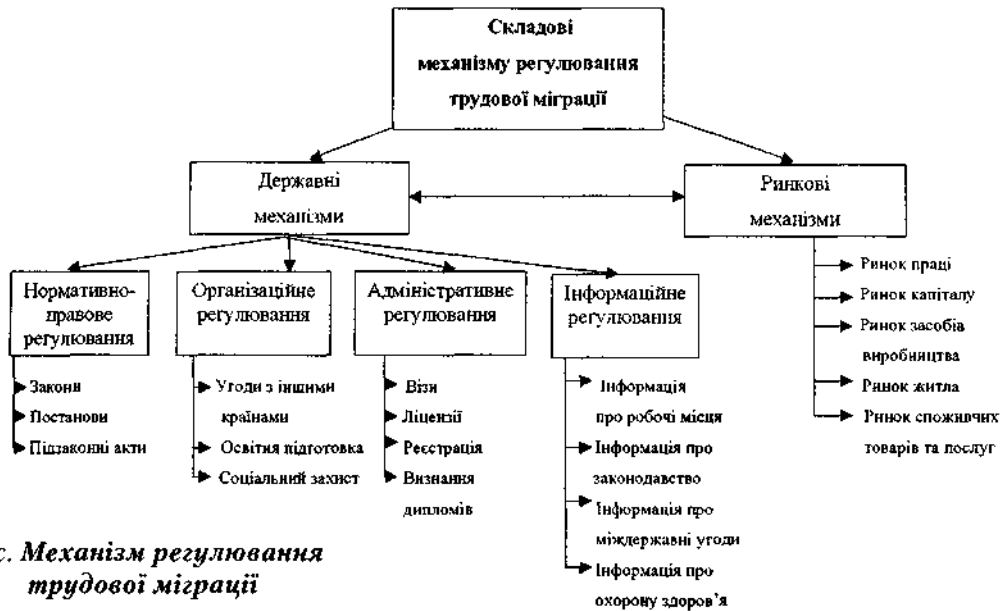 Складові
механізму регулювання
трудової міграції
Державні
механізми
Ринкові
механізми
Нормативно-
правове
регулювання
Закони
Постанови
Підзаконні акти
Організаційне
регулювання
Угоди з іншими
країнами
Освітня підготовка
Соціальний захист
Адміністративне
регулювання
Візи
Ліцензії
Реєстрація
Визнання
дипломів
Інформаційне
регулювання
Інформація
про робочі місця
Інформація про
законодавство
Інформація про
міждержавні угоди
Інформація про
охорону здоров'я
Ринок праці
Ринок капіталу
Ринок засобів
виробництва
Ринок житла
Ринок споживчих
товарів та послуг
с. Механізм регулювання
трудової міграції